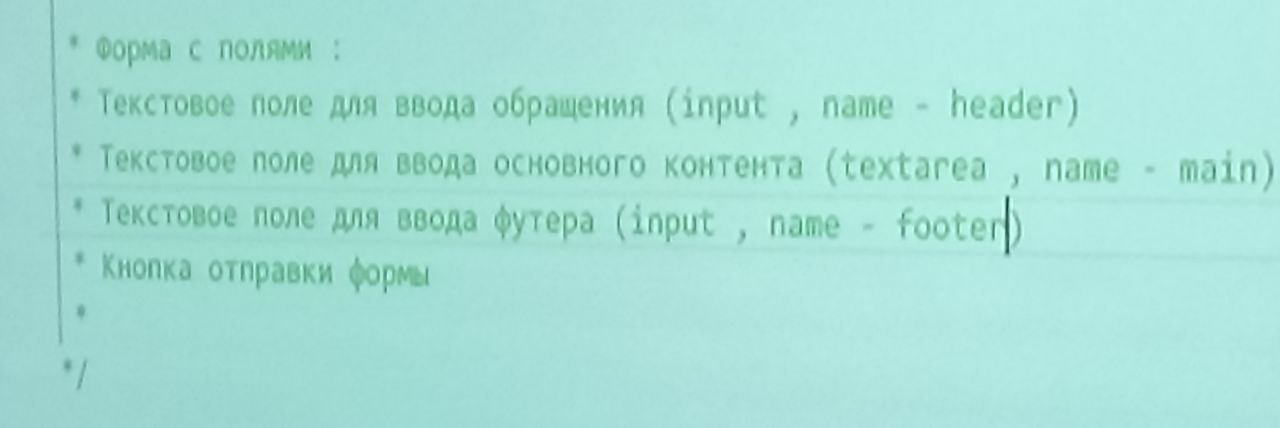 * Форма с полями :
* Текстовое поле для ввода обращения (input , name - header)
* Текстовое поле для ввода основного контента (textarea , name - main)
* Текстовое поле для ввода футера (input , name - footer)
* Кнопка отправки формы
*
*/